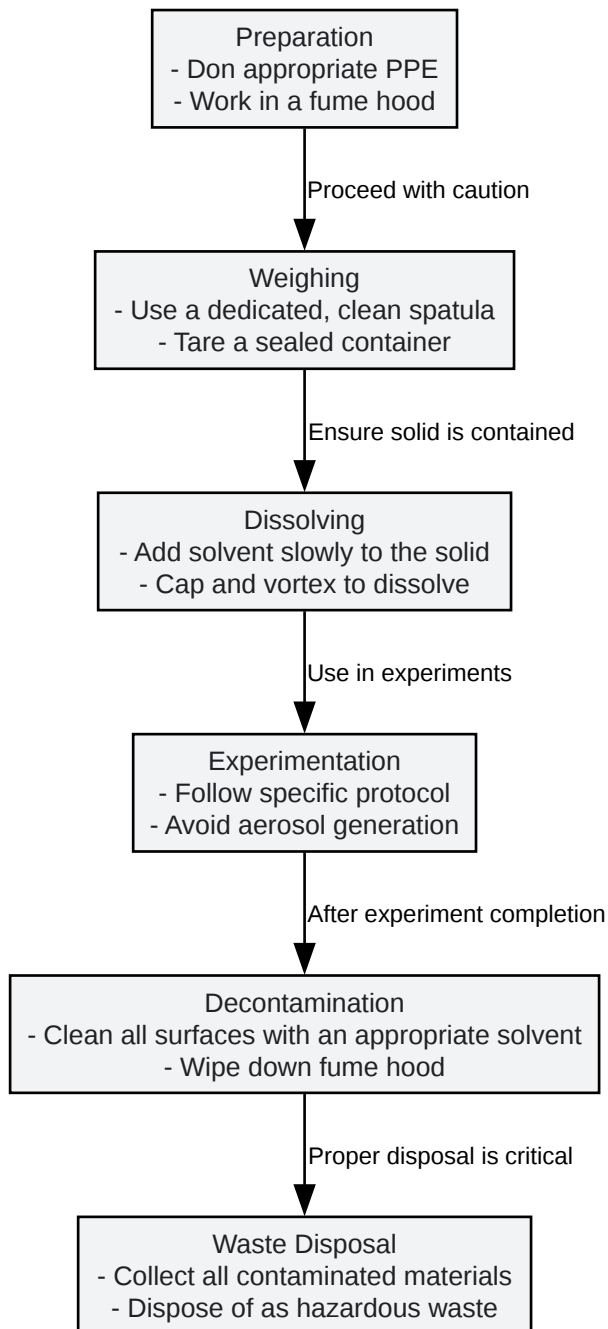 Preparation
- Don appropriate PPE
- Work in a fume hood
Proceed with caution
Weighing
- Use a dedicated, clean spatula
- Tare a sealed container
Ensure solid is contained
Dissolving
- Add solvent slowly to the solid
- Cap and vortex to dissolve
Use in experiments
Experimentation
- Follow specific protocol
- Avoid aerosol generation
After experiment completion
Decontamination
- Clean all surfaces with an appropriate solvent
- Wipe down fume hood
Proper disposal is critical
Waste Disposal
- Collect all contaminated materials
- Dispose of as hazardous waste